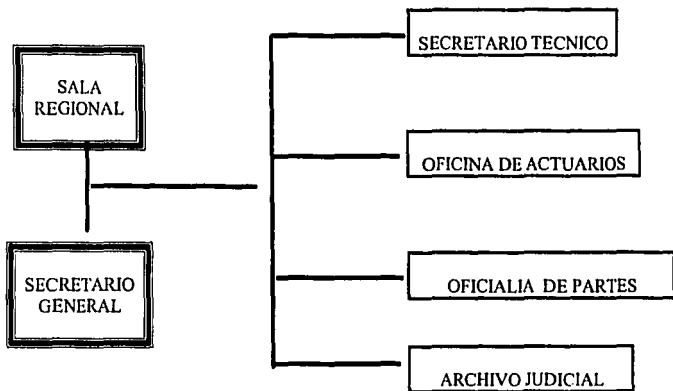 SALA
REGIONAL
SECRETARIO
GENERAL
SECRETARIO TECNICO
OFICINA DE ACTUARIOS
OFICIALIA DE PARTES
ARCHIVO JUDICIAL